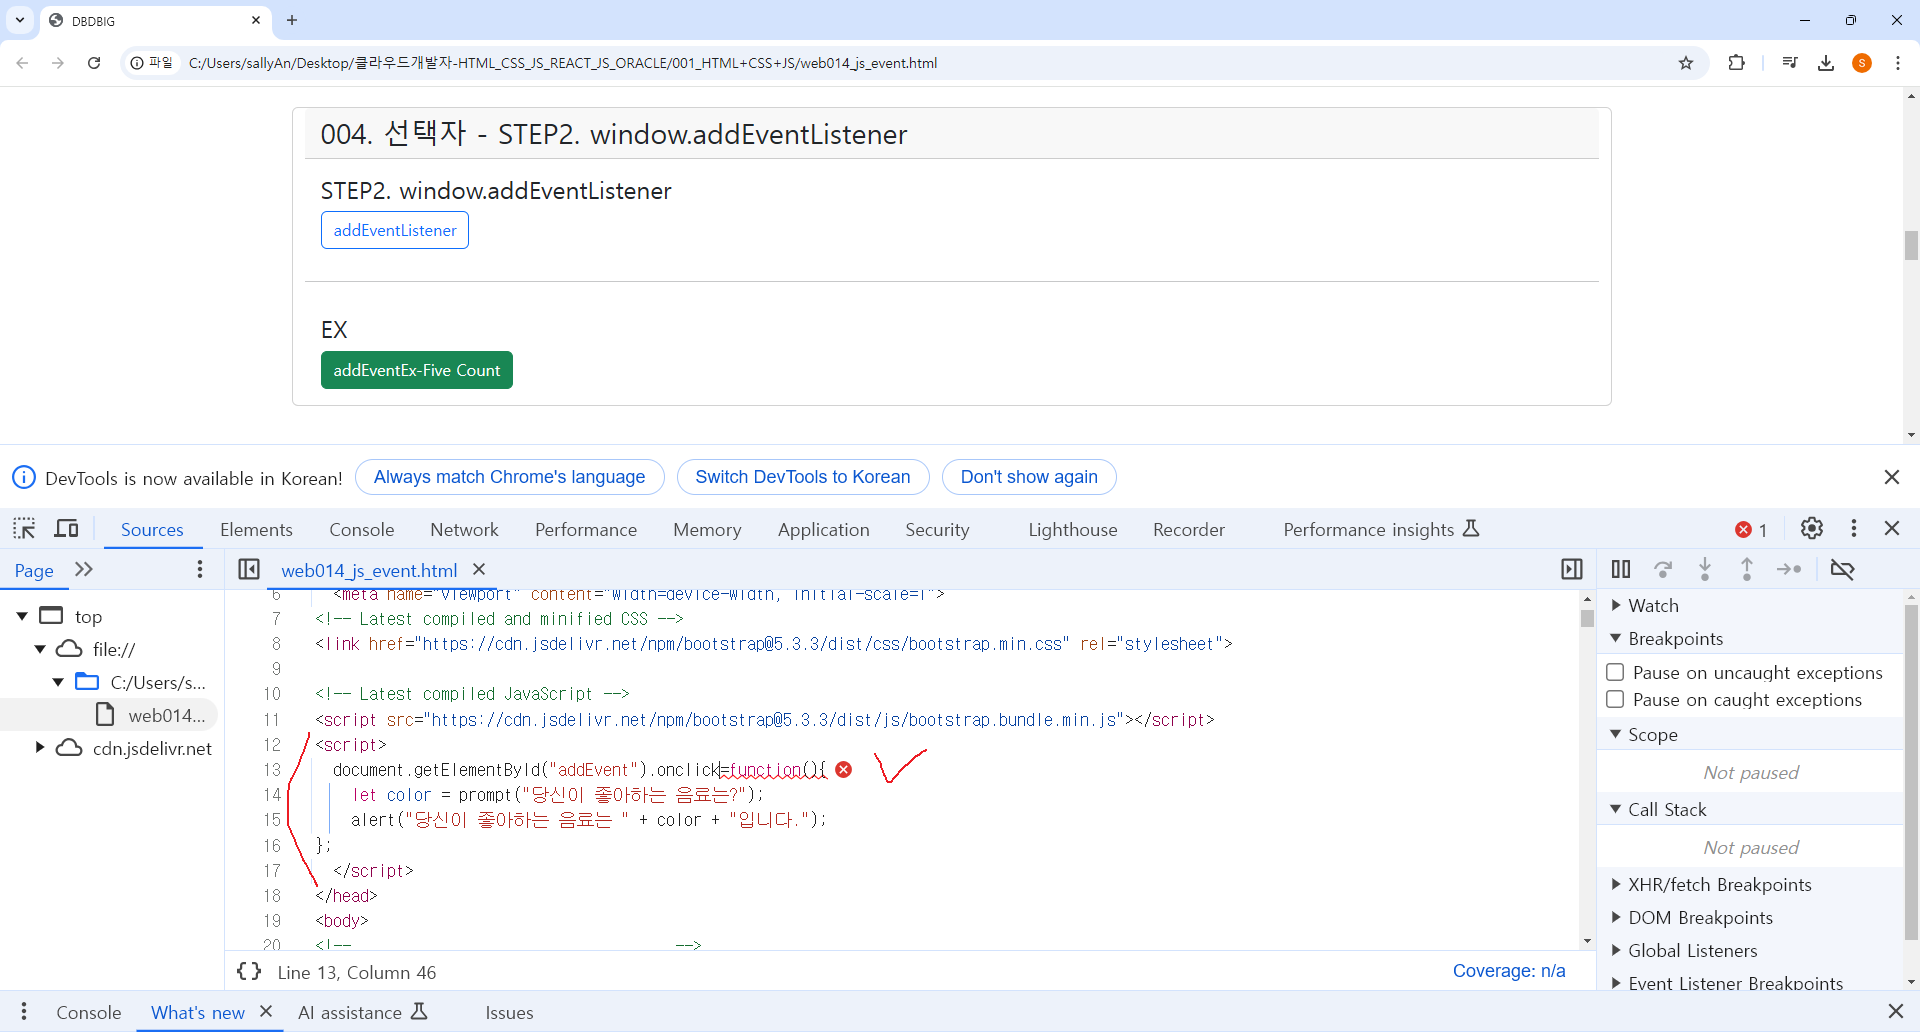 DBDBIG
파일 C:/Users/sallyAn/Desktop/클라우드개발자-HTML_CSS_JS_REACT_JS_ORACLE/001_HTML+CSS+JS/web014_js_event.html
S
004. 선택자 - STEP2. window.addEventListener
STEP2. window.addEventListener
addEventListener
EX
addEventEx-Five Count
DevTools is now available in Korean! Always match Chrome's language Switch DevTools to Korean Don't show again
Sources Elements Console Network Performance Memory Application Security Lighthouse Recorder Performance insights 1
Page
web014_js_event.html
top
file://
C:/Users/s...
web014...
cdn.jsdelivr.net
6 <meta name="viewport" content="width=device-width, initial-scale=1">
7 <!-- Latest compiled and minified CSS -->
8 <link href="https://cdn.jsdelivr.net/npm/bootstrap@5.3.3/dist/css/bootstrap.min.css" rel="stylesheet">
9
10 <!-- Latest compiled JavaScript -->
11 <script src="https://cdn.jsdelivr.net/npm/bootstrap@5.3.3/dist/js/bootstrap.bundle.min.js"></script>
12 <script>
13 document.getElementById("addEvent").onclick=function(){
14 let color = prompt("당신이 좋아하는 음료는?");
15 alert("당신이 좋아하는 음료는 " + color + "입니다.");
16 };
17 </script>
18 </head>
19 <body>
20 <!-- -->
{} Line 13, Column 46 Coverage: n/a
Watch
Breakpoints
Pause on uncaught exceptions
Pause on caught exceptions
Scope
Not paused
Call Stack
Not paused
XHR/fetch Breakpoints
DOM Breakpoints
Global Listeners
Event Listener Breakpoints
Console What's new AI assistance Issues